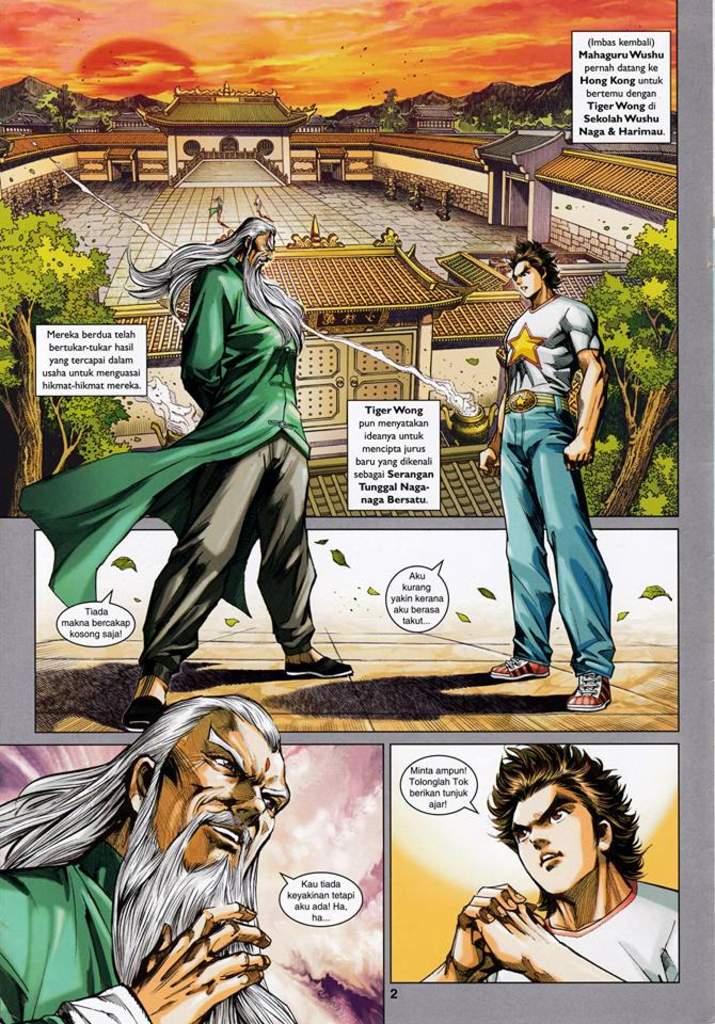 (Imbas kembali)
Mahaguru Wushu
pernah datang ke
Hong Kong untuk
bertemu dengan
Tiger Wong di
Sekolah Wushu
Naga & Harimau.
Mereka berdua telah
bertukar-tukar hasil
yang tercapai dalam
usaha untuk menguasai
hikmat-hikmat mereka.
Tiger Wong
pun menyatakan
ideanya untuk
mencipta jurus
baru yang dikenali
sebagai Serangan
Tunggal Naga-
naga Bersatu.
Tiada
makna bercakap
kosong saja!
Aku
kurang
yakin kerana
aku berasa
takut...
Kau tiada
keyakinan tetapi
aku ada! Ha,
ha...
Minta ampun!
Tolonglah Tok
berikan tunjuk
ajar!
2